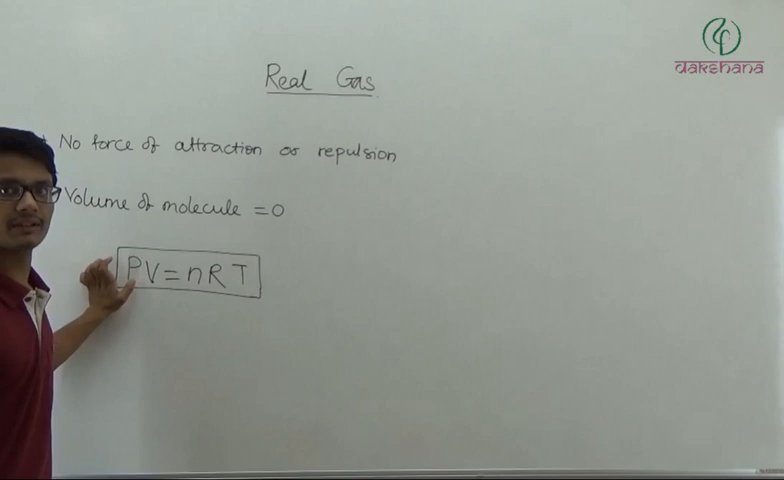 dakshana
Real Gas
No force of attraction or repulsion
Volume of molecule = 0
PV = nRT